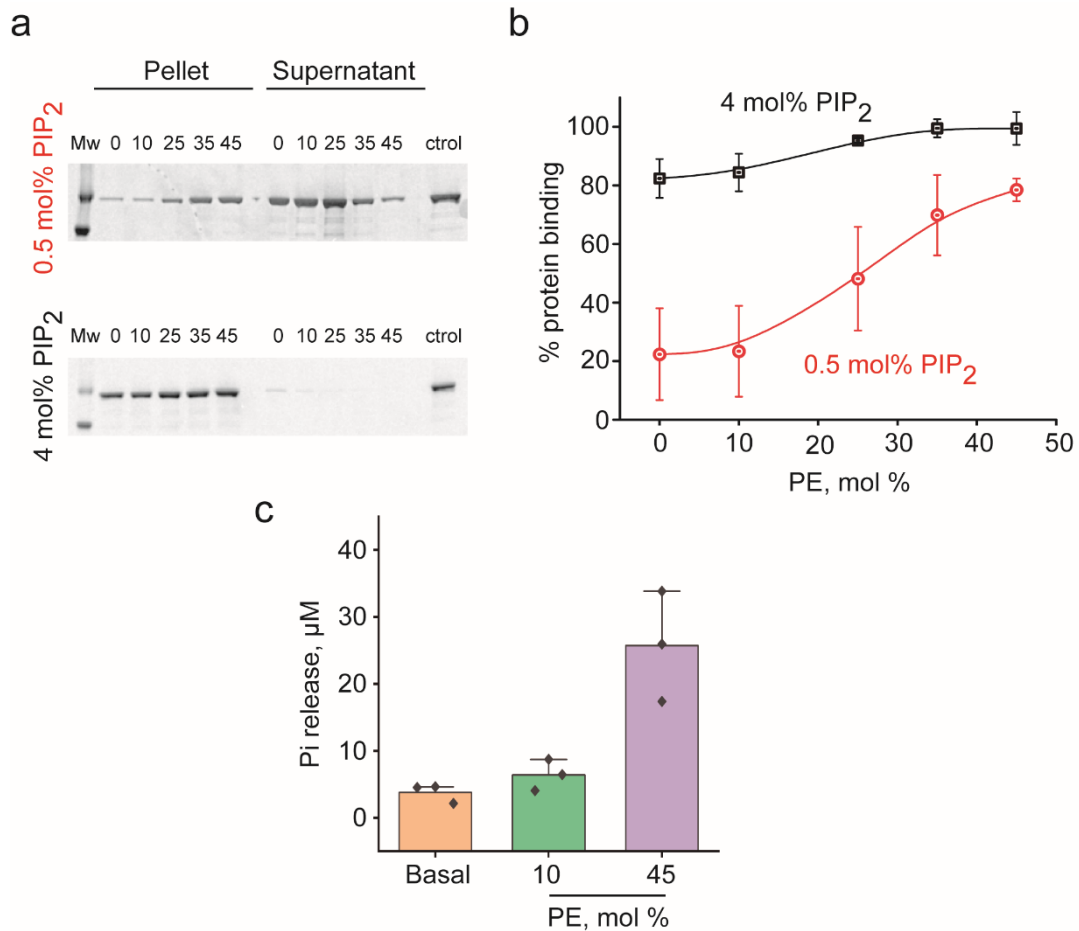 a
Pellet Supernatant
0.5 mol% PIP2
Mw 0 10 25 35 45 0 10 25 35 45 ctrol
4 mol% PIP2
Mw 0 10 25 35 45 0 10 25 35 45 ctrol
b
% protein binding
100
80
60
40
20
0
4 mol% PIP2
0.5 mol% PIP2
0 10 20 30 40 50
PE, mol %
c
Pi release, µM
40
30
20
10
0
Basal 10 45
PE, mol %